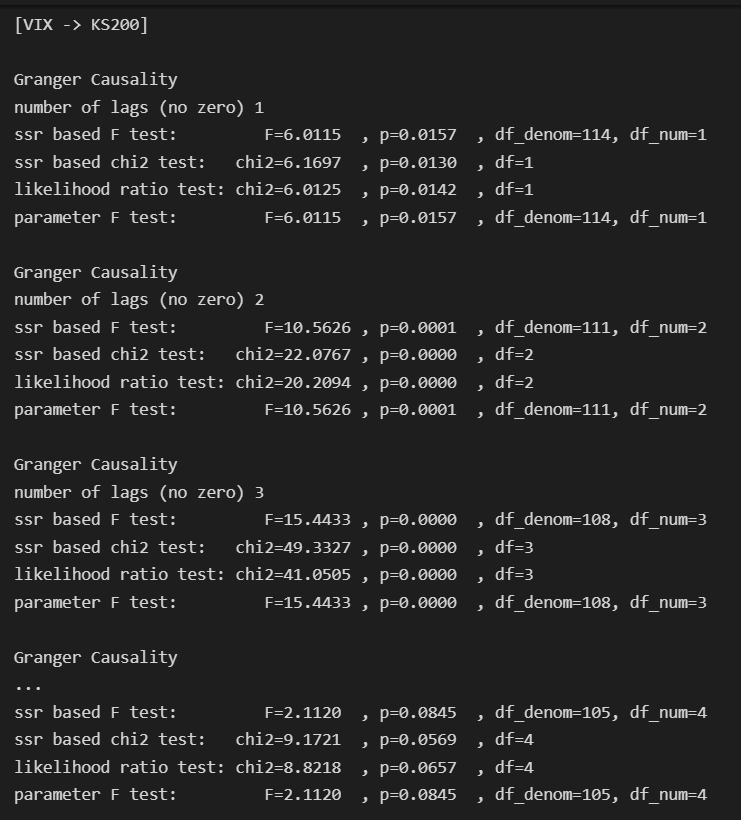 [VIX -> KS200]
Granger Causality
number of lags (no zero) 1
ssr based F test:         F=6.0115  , p=0.0157  , df_denom=114, df_num=1
ssr based chi2 test:   chi2=6.1697  , p=0.0130  , df=1
likelihood ratio test: chi2=6.0125  , p=0.0142  , df=1
parameter F test:         F=6.0115  , p=0.0157  , df_denom=114, df_num=1
Granger Causality
number of lags (no zero) 2
ssr based F test:         F=10.5626 , p=0.0001  , df_denom=111, df_num=2
ssr based chi2 test:   chi2=22.0767 , p=0.0000  , df=2
likelihood ratio test: chi2=20.2094 , p=0.0000  , df=2
parameter F test:         F=10.5626 , p=0.0001  , df_denom=111, df_num=2
Granger Causality
number of lags (no zero) 3
ssr based F test:         F=15.4433 , p=0.0000  , df_denom=108, df_num=3
ssr based chi2 test:   chi2=49.3327 , p=0.0000  , df=3
likelihood ratio test: chi2=41.0505 , p=0.0000  , df=3
parameter F test:         F=15.4433 , p=0.0000  , df_denom=108, df_num=3
Granger Causality
...
ssr based F test:         F=2.1120  , p=0.0845  , df_denom=105, df_num=4
ssr based chi2 test:   chi2=9.1721  , p=0.0569  , df=4
likelihood ratio test: chi2=8.8218  , p=0.0657  , df=4
parameter F test:         F=2.1120  , p=0.0845  , df_denom=105, df_num=4